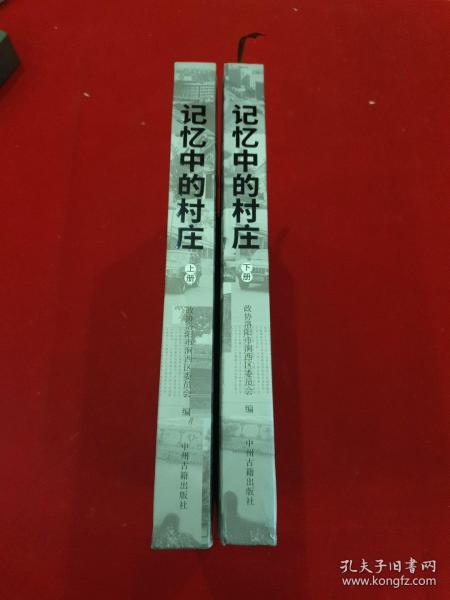 记忆中的村庄
上册
政协洛阳市涧西区委员会 编
中州古籍出版社
记忆中的村庄
下册
政协洛阳市涧西区委员会 编
中州古籍出版社
孔夫子旧书网
www.kongfz.com